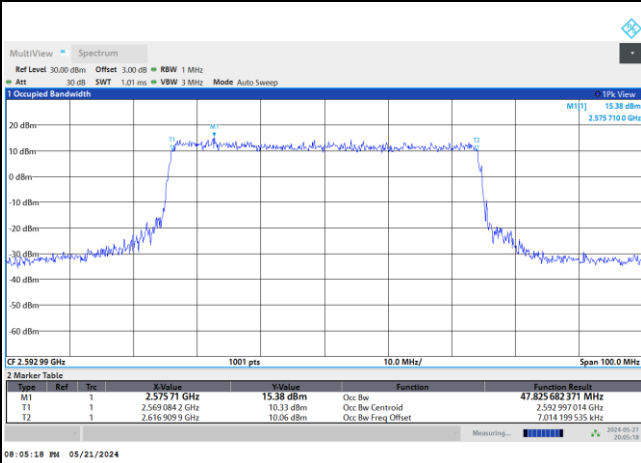 MultiView Spectrum
Ref Level 30.00 dBm Offset 3.00 dB RBW 1 MHz
Att 30 dB SWT 1.01 ms VBW 3 MHz Mode Auto Sweep
1 Occupied Bandwidth 1Pk View
M1[1] 15.38 dBm
2.575 710 0 GHz
20 dBm
T1 M1 T2
10 dBm
0 dBm
-10 dBm
-20 dBm
-30 dBm
-40 dBm
-50 dBm
-60 dBm
CF 2.592 99 GHz 1001 pts 10.0 MHz/ Span 100.0 MHz
2 Marker Table
Type Ref Trc X-Value Y-Value Function Function Result
M1 1 2.575 71 GHz 15.38 dBm Occ Bw 47.825 682 371 MHz
T1 1 2.569 084 2 GHz 10.33 dBm Occ Bw Centroid 2.592 997 014 GHz
T2 1 2.616 909 9 GHz 10.06 dBm Occ Bw Freq Offset 7.014 199 535 kHz
Measuring... 2024-05-27
20:05:18
08:05:18 PM 05/21/2024